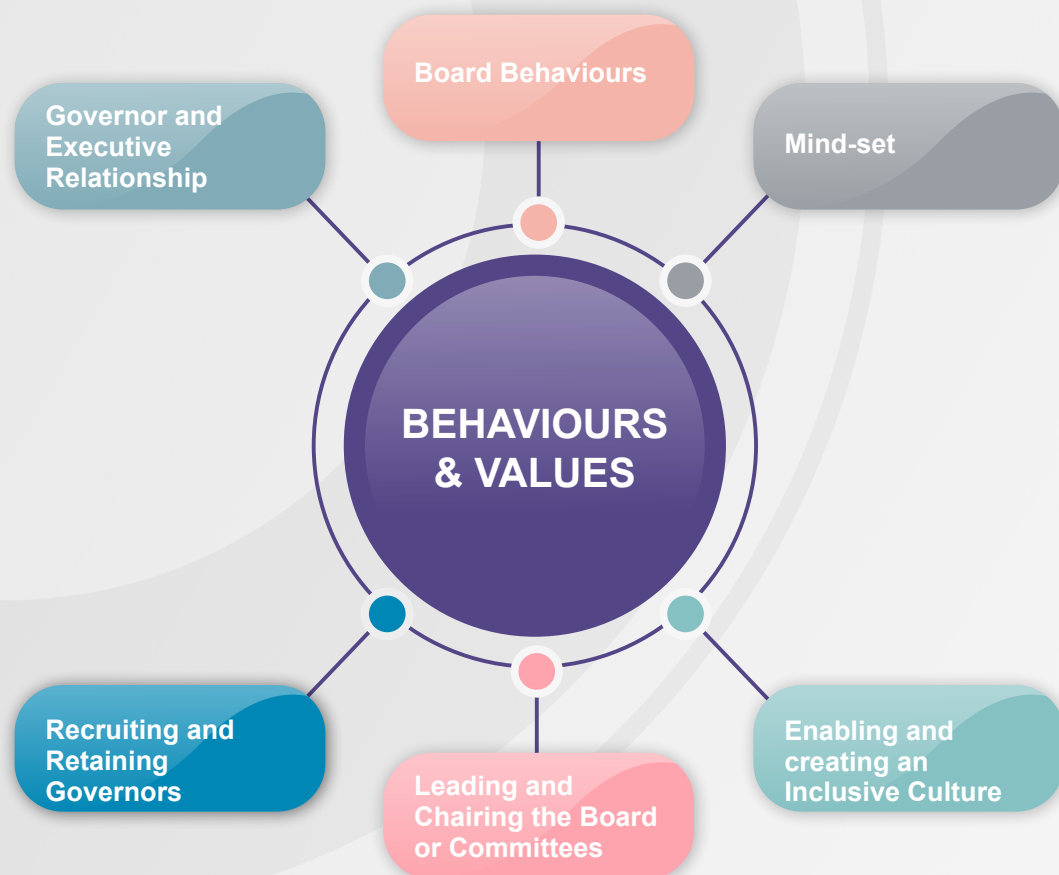 Board Behaviours
Governor and
Executive
Relationship
Mind-set
BEHAVIOURS
& VALUES
Recruiting and
Retaining
Governors
Leading and
Chairing the Board
or Committees
Enabling and
creating an
Inclusive Culture